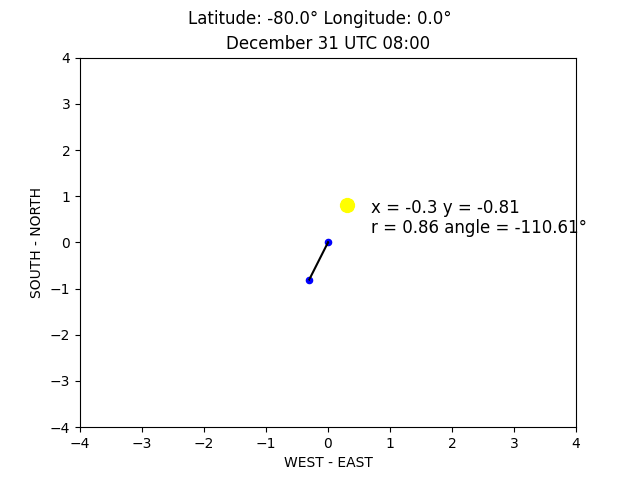 Latitude: -80.0° Longitude: 0.0°
December 31 UTC 08:00
4
3
2
1
0
−1
−2
−3
−4
SOUTH - NORTH
x = -0.3 y = -0.81
r = 0.86 angle = -110.61°
−4 −3 −2 −1 0 1 2 3 4
WEST - EAST